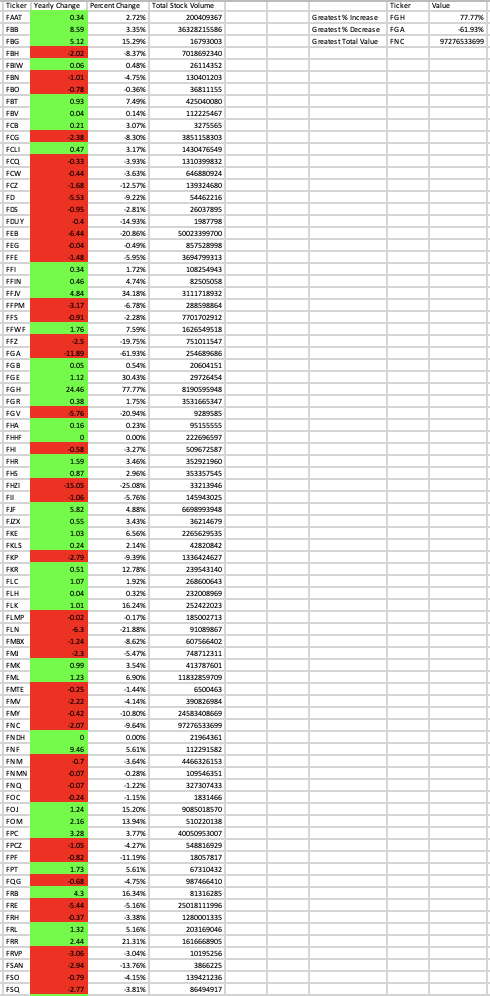 Ticker Yearly Change Percent Change Total Stock Volume Ticker Value
FAAT 0.34 2.72% 200409367 Greatest % Increase FGH 77.77%
FBB 8.59 3.35% 36328215586 Greatest % Decrease FGA -61.93%
FBG 5.12 15.29% 16793003 Greatest Total Value FNC 97276533699
FBH -2.02 -8.37% 7018692340
FBIW 0.06 0.48% 26114352
FBN -1.01 -4.75% 130401203
FBO -0.78 -0.36% 36811155
FBT 0.93 7.49% 425040080
FBV 0.04 0.14% 112225467
FCB 0.21 3.07% 3275565
FCG -2.38 -8.30% 3851158303
FCLI 0.47 3.17% 1430476549
FCQ -0.33 -3.93% 1310399832
FCW -0.44 -3.63% 646880924
FCZ -1.68 -12.57% 139324680
FD -5.53 -9.22% 54462216
FDS -0.95 -2.81% 26037895
FDUY -0.4 -14.93% 1987798
FEB -6.44 -20.86% 50023399700
FEG -0.04 -0.49% 857528998
FFE -1.48 -5.95% 3694799313
FFI 0.34 1.72% 108254943
FFIN 0.46 4.74% 82505058
FFJV 4.84 34.18% 3111718932
FFPM -3.17 -6.78% 288598864
FFS -0.91 -2.28% 7701702912
FFWF 1.76 7.59% 1626549518
FFZ -2.5 -19.75% 751011547
FGA -11.89 -61.93% 254689686
FGB 0.05 0.54% 20604151
FGE 1.12 30.43% 29726454
FGH 24.46 77.77% 8190595948
FGR 0.38 1.75% 3531665347
FGV -5.76 -20.94% 9289585
FHA 0.16 0.23% 95155555
FHHF 0 0.00% 222696597
FHI -0.58 -3.27% 509672587
FHR 1.59 3.46% 352921960
FHS 0.87 2.96% 353357545
FHZI -15.05 -25.08% 33213946
FII -1.06 -5.76% 145943025
FJF 5.82 4.88% 6698993948
FJZX 0.55 3.43% 36214679
FKE 1.03 6.56% 2265629535
FKLS 0.24 2.14% 42820842
FKP -2.79 -9.39% 1336424627
FKR 0.51 12.78% 239543140
FLC 1.07 1.92% 268600643
FLH 0.04 0.32% 232008969
FLK 1.01 16.24% 252422023
FLMP -0.02 -0.17% 185002713
FLN -6.3 -21.88% 91089867
FMBX -1.24 -8.62% 607566402
FMJ -2.3 -5.47% 748712311
FMK 0.99 3.54% 413787601
FML 1.23 6.90% 11832859709
FMTE -0.25 -1.44% 6500463
FMV -2.22 -4.14% 390826984
FMY -0.42 -10.80% 24583408669
FNC -2.07 -9.64% 97276533699
FNDH 0 0.00% 21964361
FNF 9.46 5.61% 112291582
FNM -0.7 -3.64% 4466326153
FNMN -0.07 -0.28% 109546351
FNQ -0.07 -1.22% 327307433
FOC -0.24 -1.15% 1831466
FOJ 1.24 15.20% 9085018570
FOM 2.16 13.94% 510220138
FPC 3.28 3.77% 40050953007
FPCZ -1.05 -4.27% 548816929
FPF -0.82 -11.19% 18057817
FPT 1.73 5.61% 67310432
FQG -0.68 -4.75% 987466410
FRB 4.3 16.34% 81316285
FRE -5.44 -5.16% 25018111996
FRH -0.37 -3.38% 1280001335
FRL 1.32 5.16% 203169046
FRR 2.44 21.31% 1616668905
FRVP -3.06 -3.04% 10195256
FSAN -2.94 -13.76% 3866225
FSO -0.79 -4.15% 139421236
FSQ -2.77 -3.81% 86494917